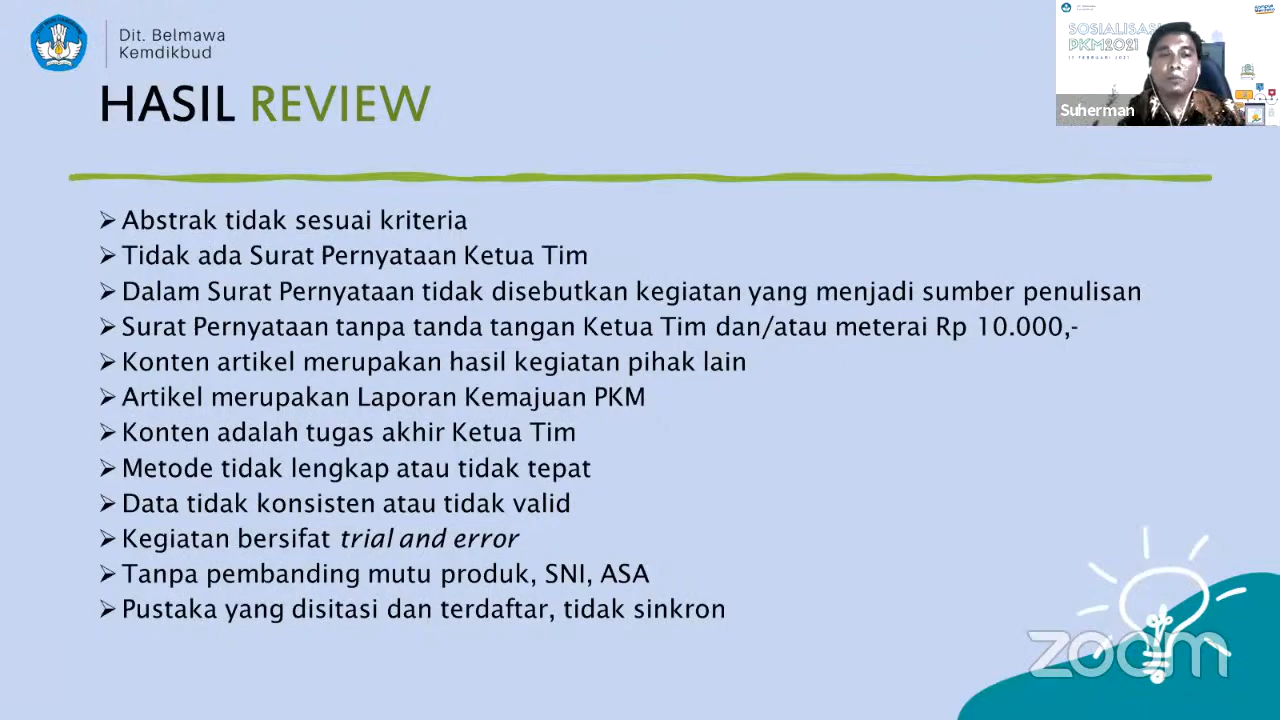 Dit. Belmawa
Kemdikbud
HASIL REVIEW
SOSIALISASI
PKM2021
17 FEBRUARI 2021
Suherman
➢ Abstrak tidak sesuai kriteria
➢ Tidak ada Surat Pernyataan Ketua Tim
➢ Dalam Surat Pernyataan tidak disebutkan kegiatan yang menjadi sumber penulisan
➢ Surat Pernyataan tanpa tanda tangan Ketua Tim dan/atau meterai Rp 10.000,-
➢ Konten artikel merupakan hasil kegiatan pihak lain
➢ Artikel merupakan Laporan Kemajuan PKM
➢ Konten adalah tugas akhir Ketua Tim
➢ Metode tidak lengkap atau tidak tepat
➢ Data tidak konsisten atau tidak valid
➢ Kegiatan bersifat trial and error
➢ Tanpa pembanding mutu produk, SNI, ASA
➢ Pustaka yang disitasi dan terdaftar, tidak sinkron
zoom